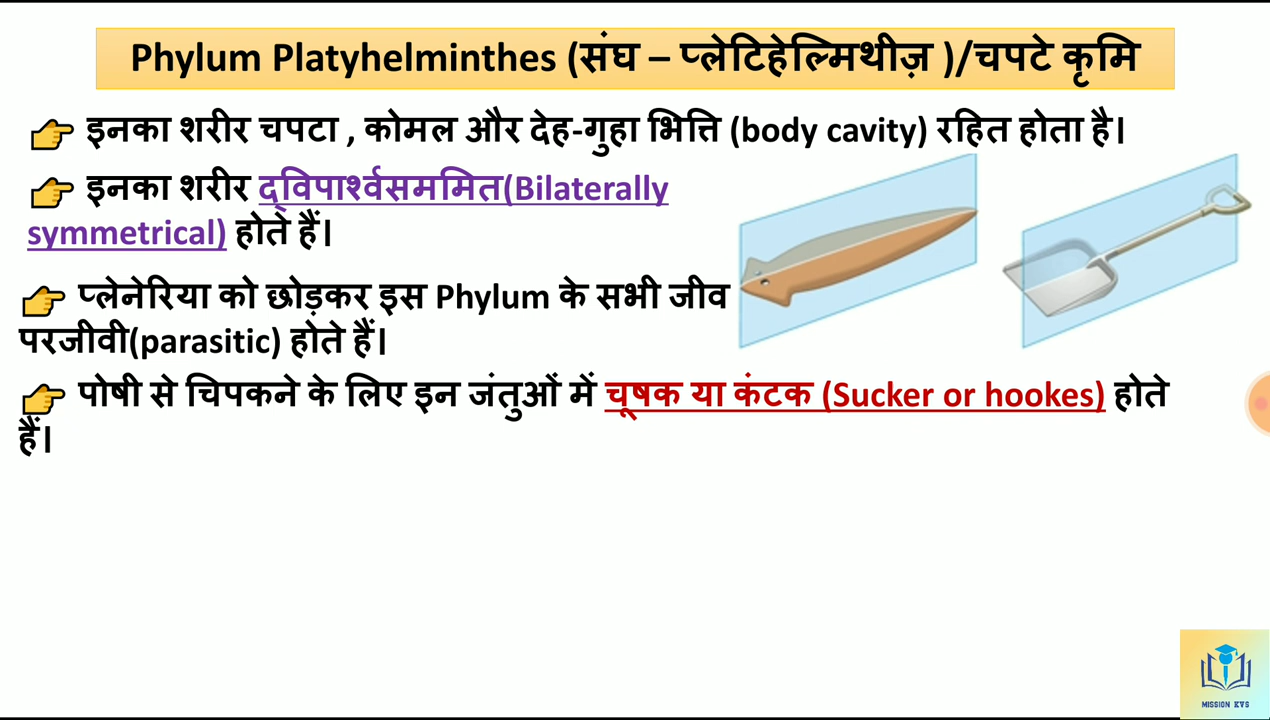 Phylum Platyhelminthes (संघ – प्लेटिहेल्मिथीज़ )/चपटे कृमि
👉 इनका शरीर चपटा , कोमल और देह-गुहा भित्ति (body cavity) रहित होता है।
👉 इनका शरीर द्विपार्श्वसममित(Bilaterally
symmetrical) होते हैं।
👉 प्लेनेरिया को छोड़कर इस Phylum के सभी जीव
परजीवी(parasitic) होते हैं।
👉 पोषी से चिपकने के लिए इन जंतुओं में चूषक या कंटक (Sucker or hookes) होते
हैं।
MISSION KVS